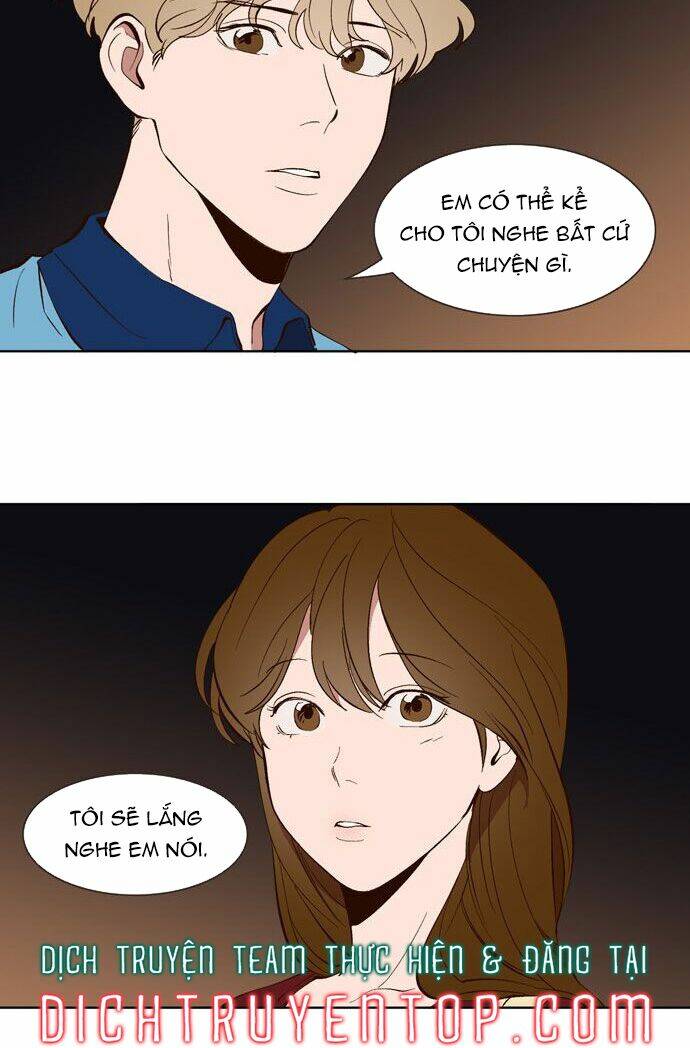 EM CÓ THỂ KỂ
CHO TÔI NGHE BẤT CỨ
CHUYỆN GÌ.
TÔI SẼ LẮNG
NGHE EM NÓI.
DỊCH TRUYỆN TEAM THỰC HIỆN & ĐĂNG TẠI
DICHTRUYENTOP.COM